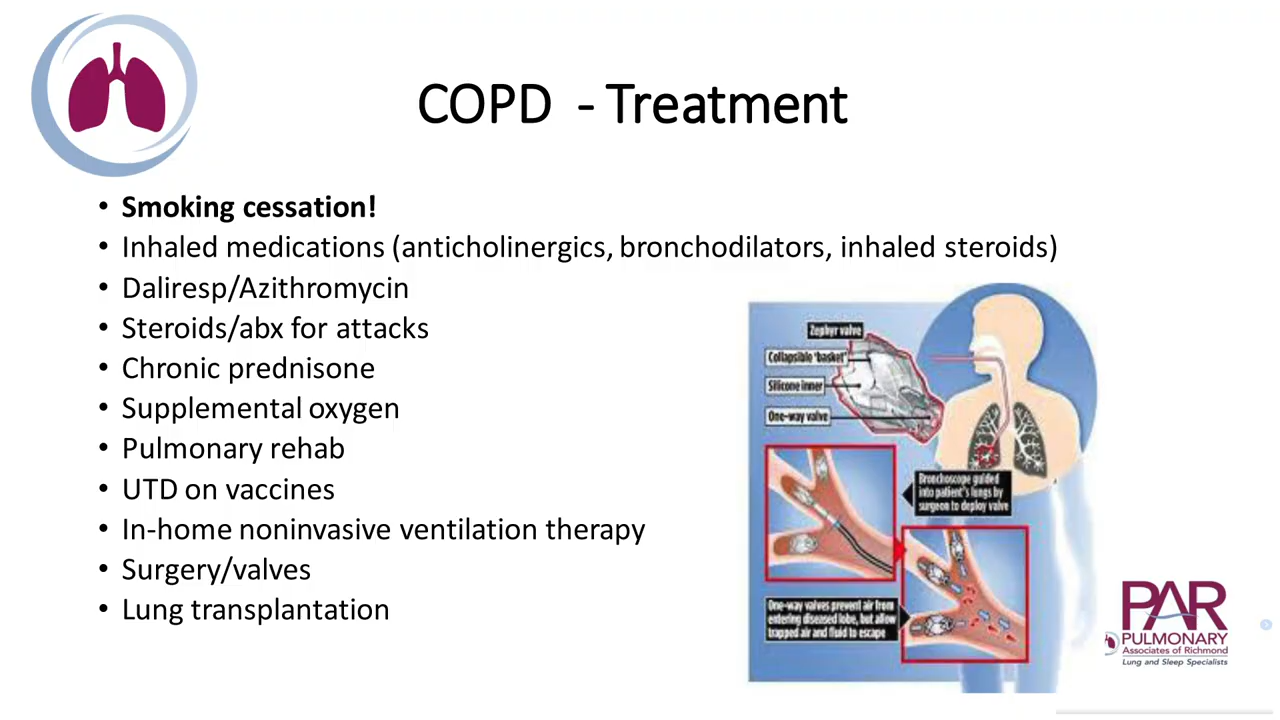 COPD - Treatment
• Smoking cessation!
• Inhaled medications (anticholinergics, bronchodilators, inhaled steroids)
• Daliresp/Azithromycin
• Steroids/abx for attacks
• Chronic prednisone
• Supplemental oxygen
• Pulmonary rehab
• UTD on vaccines
• In-home noninvasive ventilation therapy
• Surgery/valves
• Lung transplantation
Zephyr valve
Collapsible 'basket'
Silicone inner
One-way valve
Bronchoscope guided
into patient's lungs by
surgeon to deploy valve
One-way valves prevent air from
entering diseased lobe, but allow
trapped air and fluid to escape
PAR
PULMONARY
Associates of Richmond
Lung and Sleep Specialists